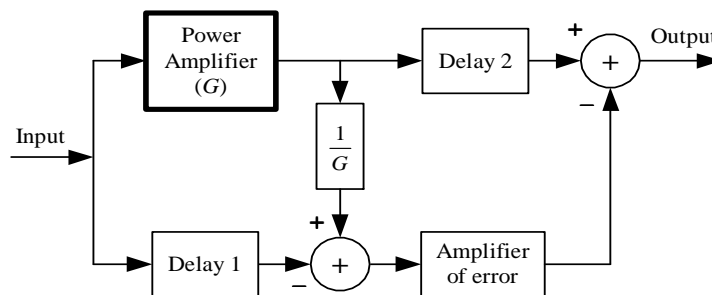 Power
Amplifier
(G)
Delay 2
+
+
Output
−
Input
1
G
+
Delay 1
−
+
Amplifier
of error